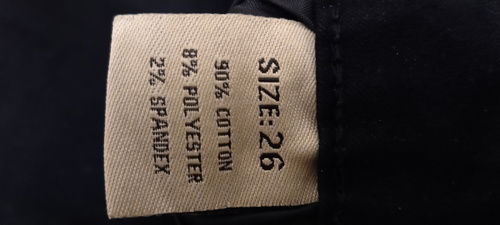 SIZE: 26
90% COTTON
8% POLYESTER
2% SPANDEX